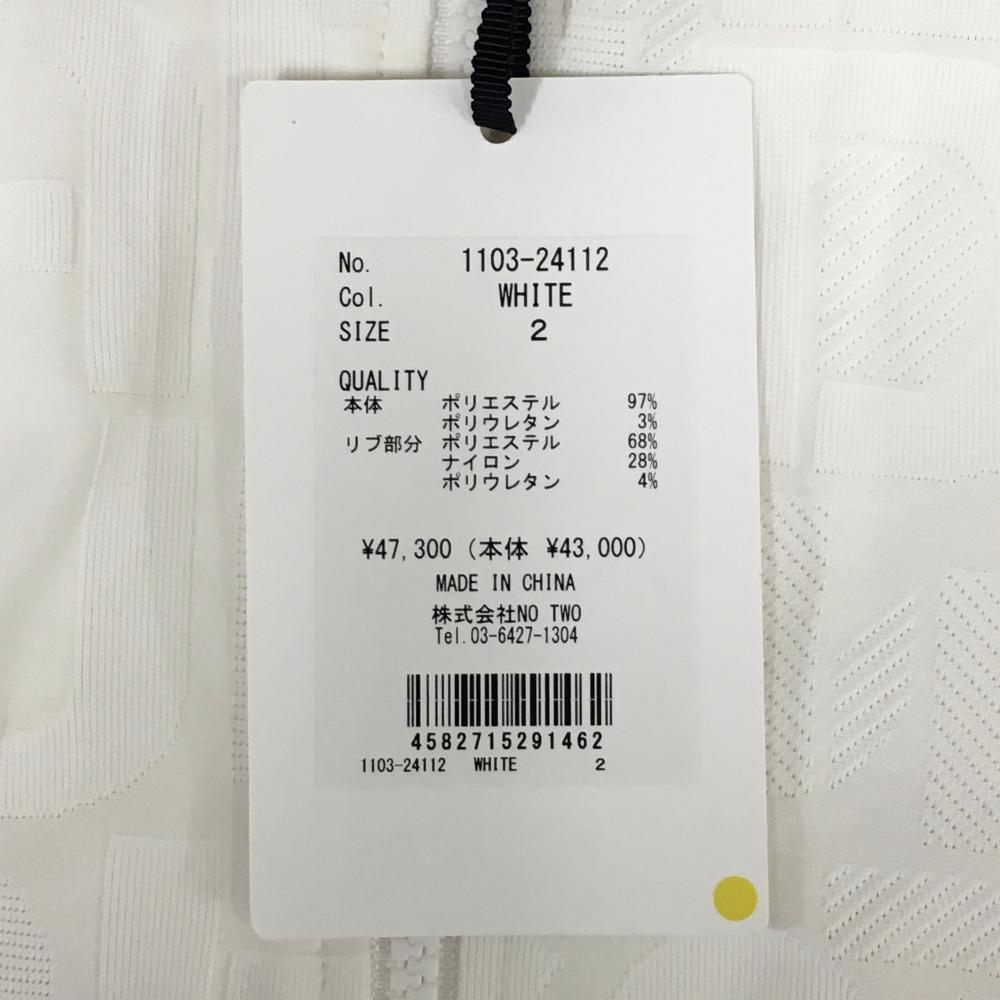 No. 1103-24112
Col. WHITE
SIZE 2
QUALITY
本体 ポリエステル 97%
ポリウレタン 3%
リブ部分 ポリエステル 68%
ナイロン 28%
ポリウレタン 4%
¥47,300 (本体 ¥43,000)
MADE IN CHINA
株式会社NO TWO
Tel.03-6427-1304
4582715291462
1103-24112 WHITE 2